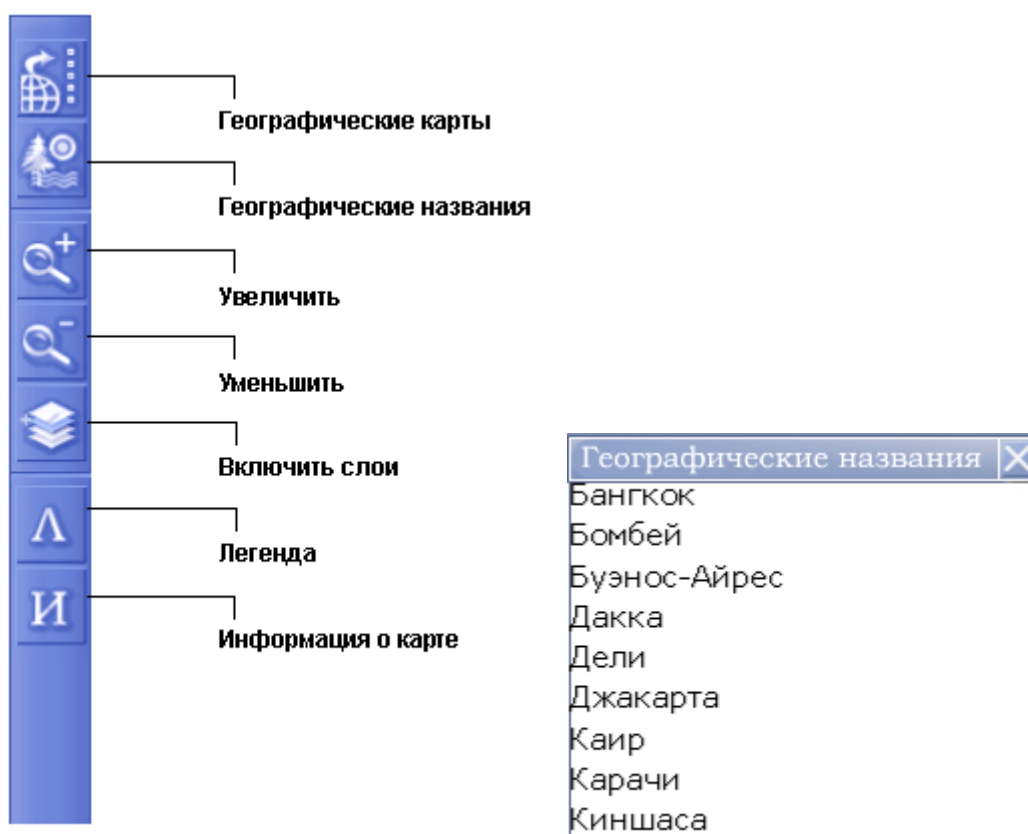 Географические карты
Географические названия
Увеличить
Уменьшить
Включить слои
Λ
Легенда
И
Информация о карте
Географические названия
Бангкок
Бомбей
Буэнос-Айрес
Дакка
Дели
Джакарта
Каир
Карачи
Киншаса